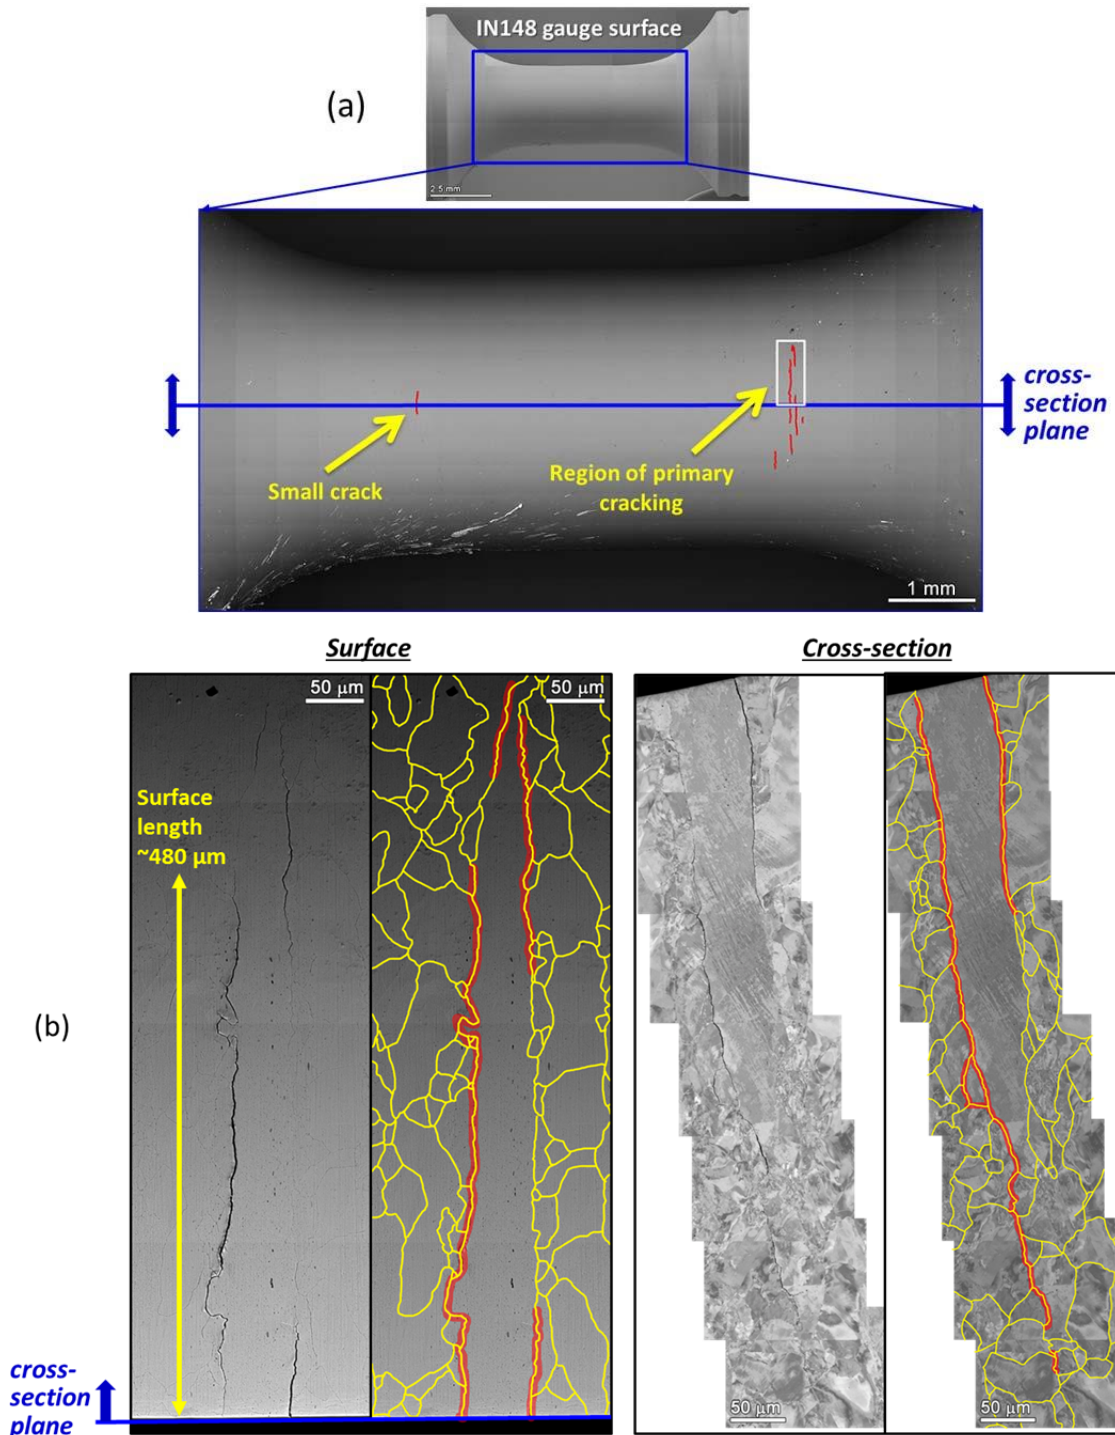 IN148 gauge surface
(a)
2.5 mm
cross-
section
plane
Small crack
Region of primary
cracking
1 mm
Surface
Cross-section
50 µm
50 µm
Surface
length
~480 µm
(b)
cross-
section
plane
50 µm
50 µm